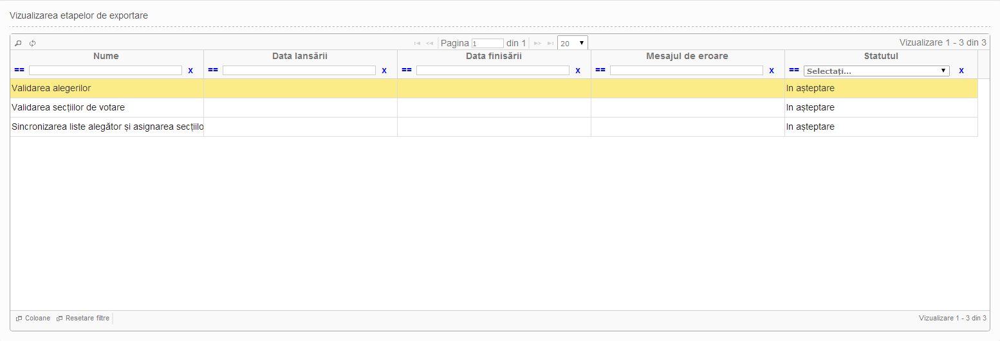 Vizualizarea etapelor de exportare
Pagina 1 din 1 20 Vizualizare 1 - 3 din 3
Nume Data lansării Data finisării Mesajul de eroare Statutul
== x == x == x == x == Selectați... x
Validarea alegerilor In așteptare
Validarea secțiilor de votare In așteptare
Sincronizarea liste alegător și asignarea secțiilo In așteptare
Coloane Resetare filtre Vizualizare 1 - 3 din 3